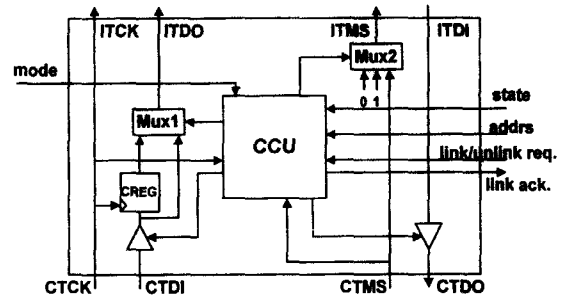 ITCK ITDO ITMS ITDI
mode
Mux2
0 1
state
Mux1
addrs
CCU
link/unlink req.
link ack.
CREG
CTCK CTDI CTMS CTDO